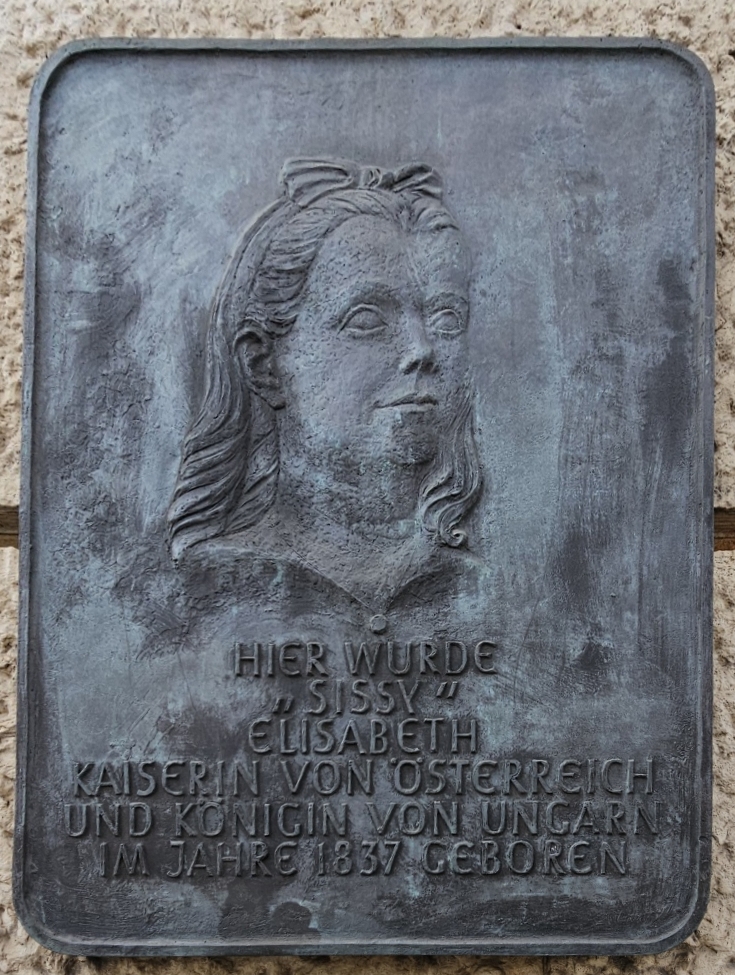 HIER WURDE
„SISSY"
ELISABETH
KAISERIN VON ÖSTERREICH
UND KÖNIGIN VON UNGARN
IM JAHRE 1837 GEBOREN